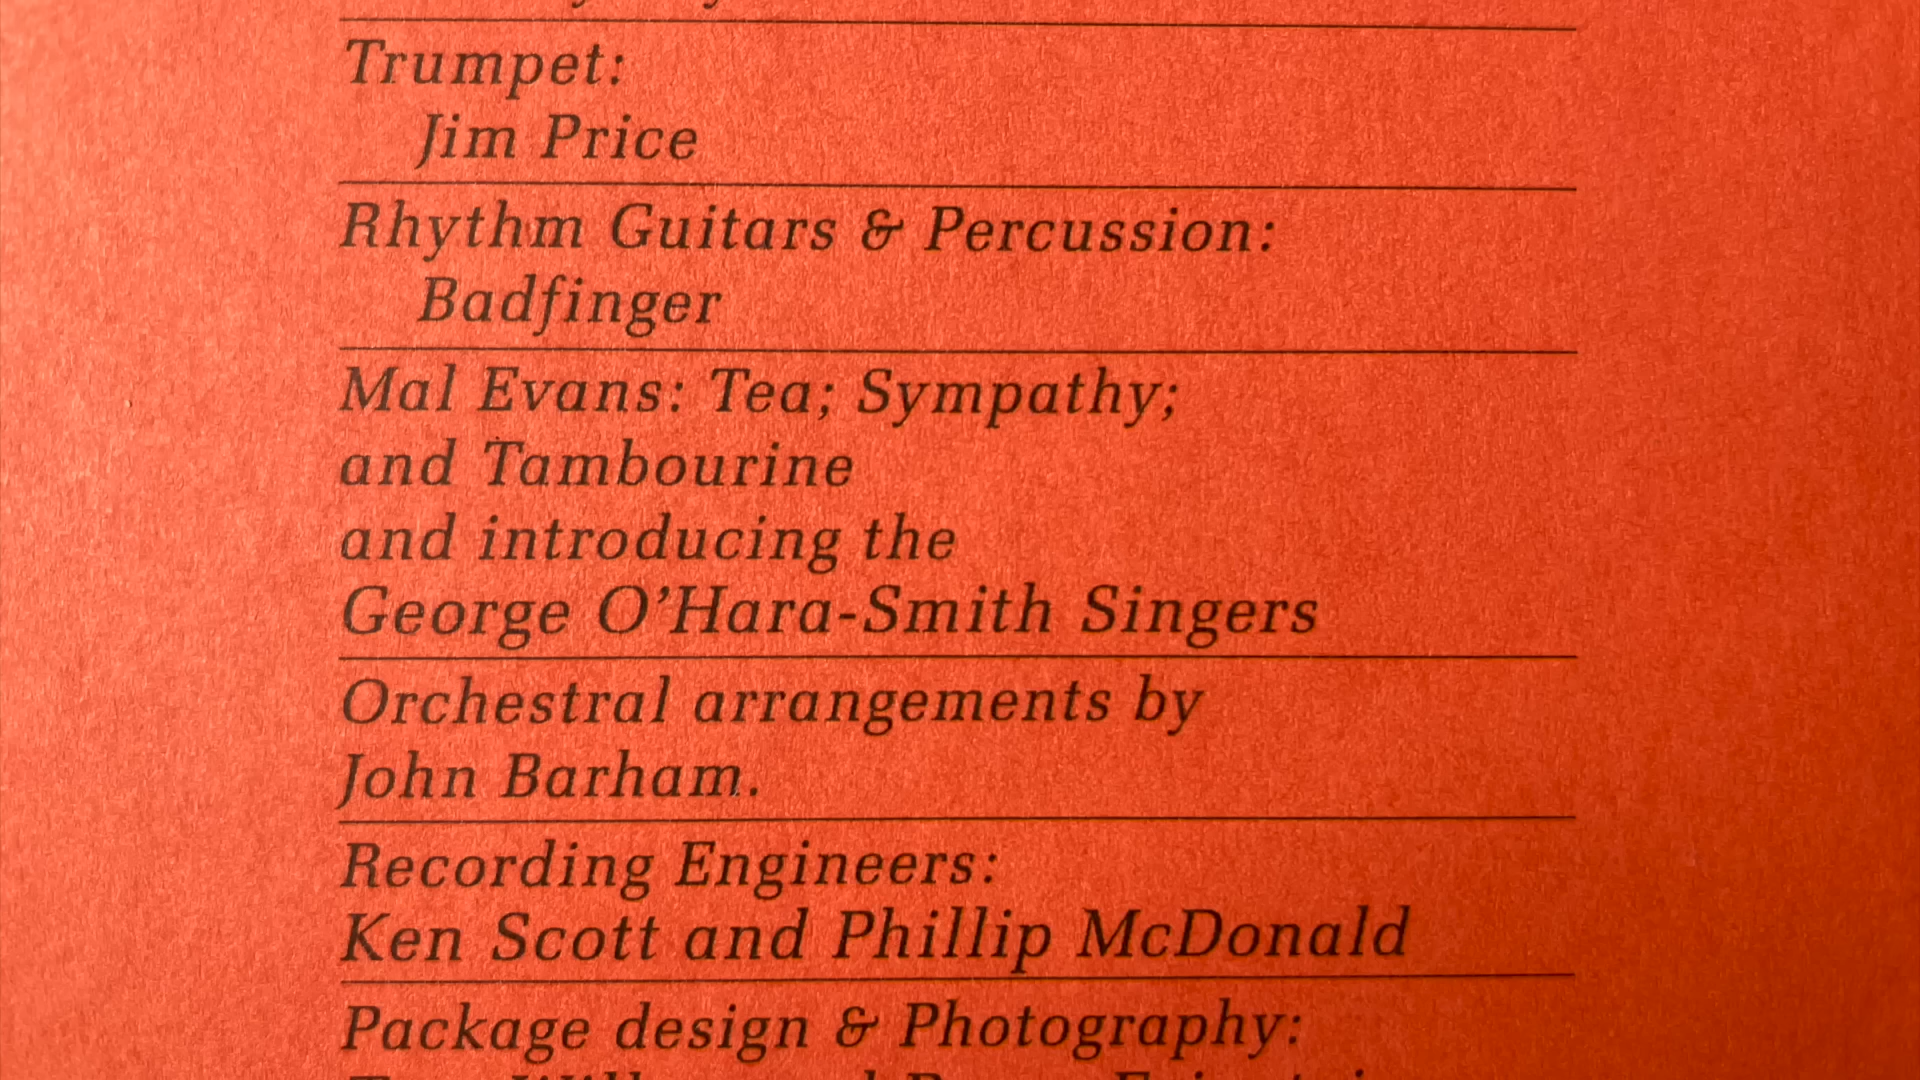 Trumpet:
Jim Price
Rhythm Guitars & Percussion:
Badfinger
Mal Evans: Tea; Sympathy;
and Tambourine
and introducing the
George O’Hara-Smith Singers
Orchestral arrangements by
John Barham.
Recording Engineers:
Ken Scott and Phillip McDonald
Package design & Photography: